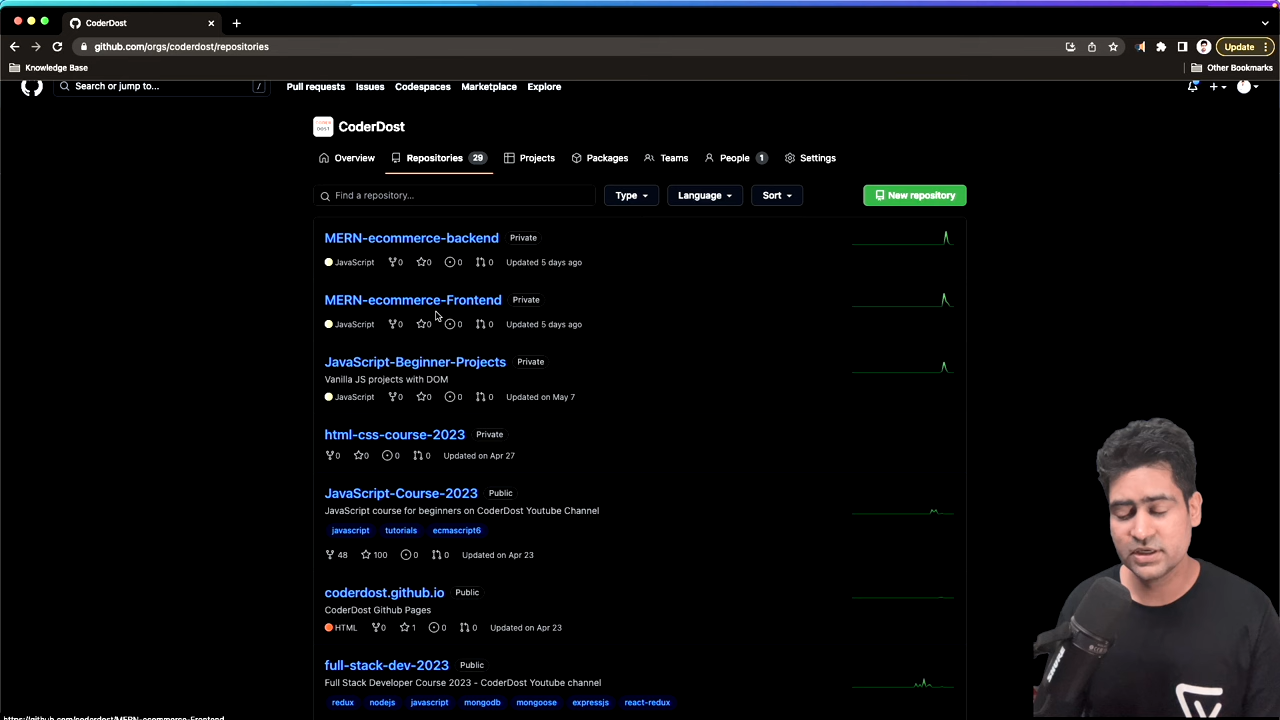 CoderDost
github.com/orgs/coderdost/repositories
Update
Knowledge Base
Other Bookmarks
Search or jump to...
/
Pull requests Issues Codespaces Marketplace Explore
CoderDost
Overview Repositories 29 Projects Packages Teams People 1 Settings
Find a repository...
Type Language Sort
New repository
MERN-ecommerce-backend Private
JavaScript 0 0 0 0 Updated 5 days ago
MERN-ecommerce-Frontend Private
JavaScript 0 0 0 0 Updated 5 days ago
JavaScript-Beginner-Projects Private
Vanilla JS projects with DOM
JavaScript 0 0 0 0 Updated on May 7
html-css-course-2023 Private
0 0 0 0 Updated on Apr 27
JavaScript-Course-2023 Public
JavaScript course for beginners on CoderDost Youtube Channel
javascript tutorials ecmascript6
48 100 0 0 Updated on Apr 23
coderdost.github.io Public
CoderDost Github Pages
HTML 0 1 0 0 Updated on Apr 23
full-stack-dev-2023 Public
Full Stack Developer Course 2023 - CoderDost Youtube channel
redux nodejs javascript mongodb mongoose expressjs react-redux
https://github.com/coderdost/MERN-ecommerce-Frontend